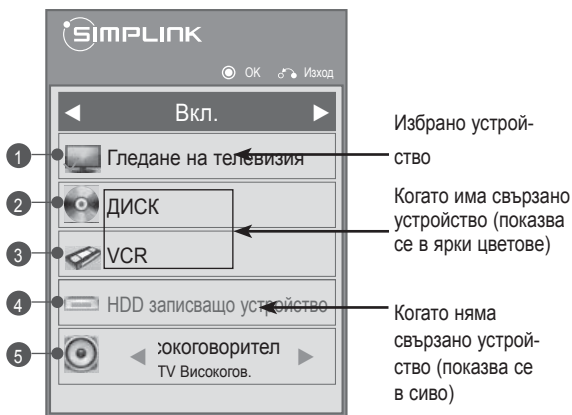 SIMPLINK
OK Изход
Вкл.
1 Гледане на телевизия
2 ДИСК
3 VCR
4 HDD записващо устройство
5 :окоговорител
TV Високогов.
Избрано устрой-
ство
Когато има свързано
устройство (показва
се в ярки цветове)
Когато няма
свързано устрой-
ство (показва се
в сиво)